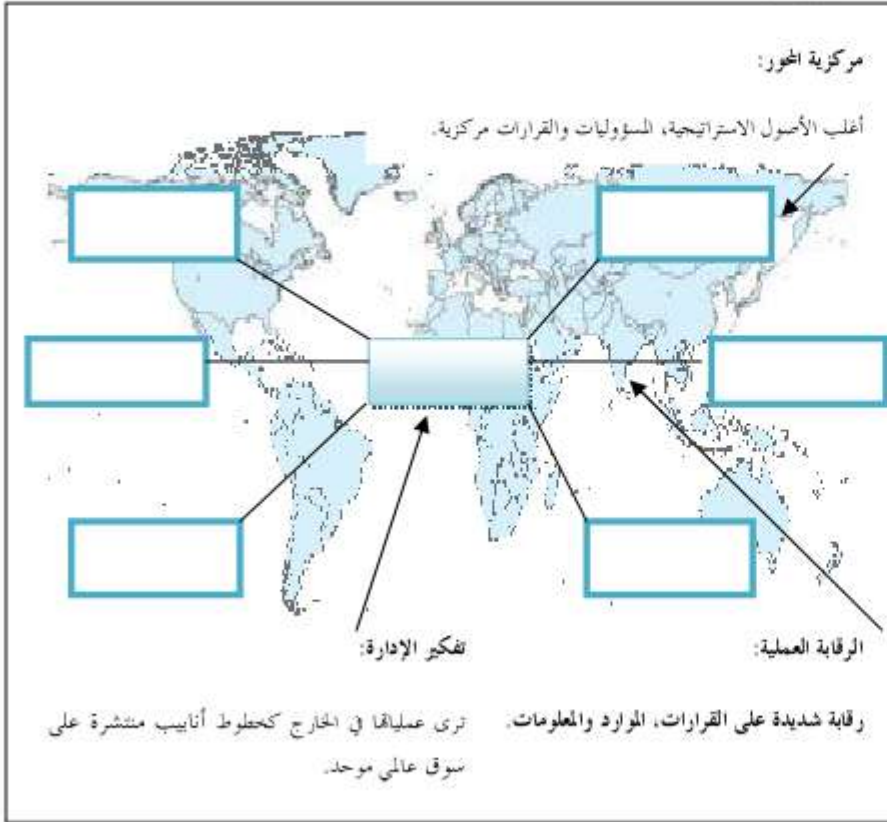 مركزية المحور:
أغلب الأصول الاستراتيجية، المسؤوليات والقرارات مركزية.
الرقابة العملية:
رقابة شديدة على القرارات، الموارد والمعلومات.
تفكير الإدارة:
ترى عملياتها في الخارج كخطوط أنابيب منتشرة على
سوق عالمي موحد.